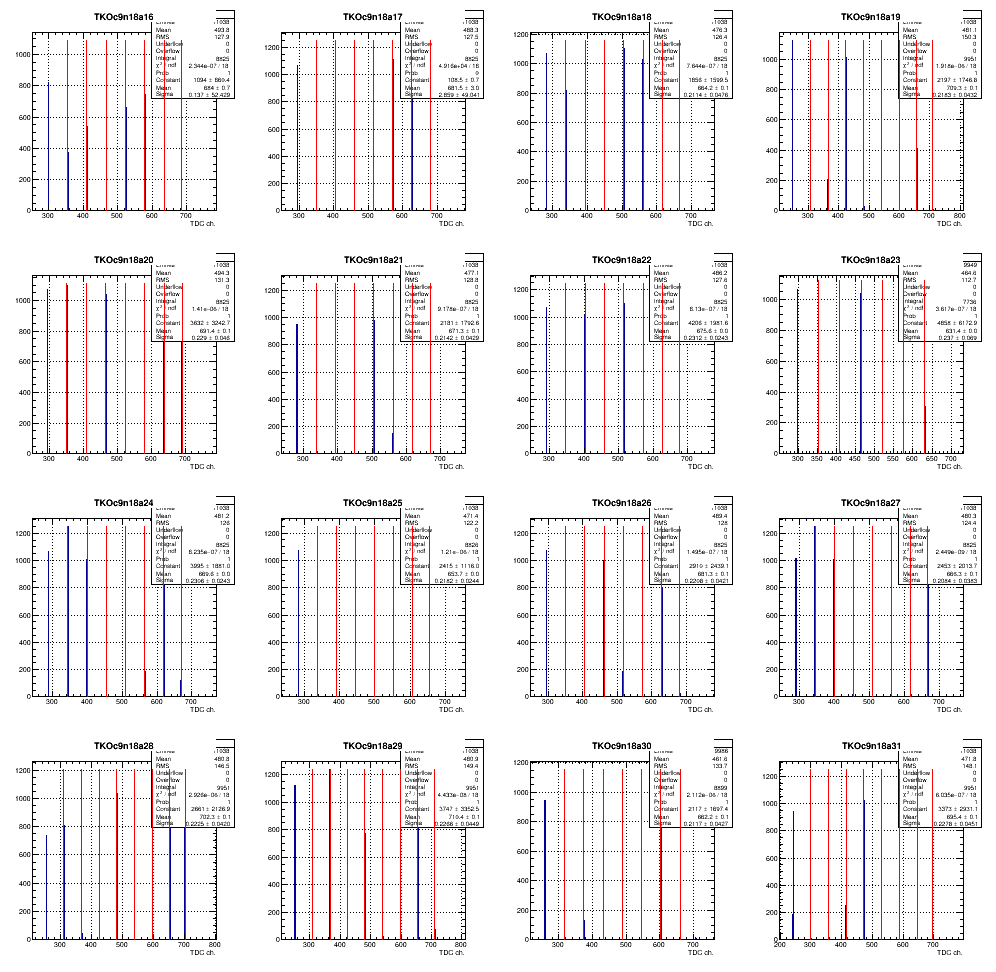 TKOc9n18a16
Mean 493.8
RMS 127.9
Underflow 0
Overflow 0
Integral 8825
χ² / ndf 2.344e-07 / 18
Prob 1
Constant 1094 ± 860.4
Mean 684 ± 0.7
Sigma 0.137 ± 52.429
TDC ch.
TKOc9n18a17
Mean 488.3
RMS 127.5
Underflow 0
Overflow 0
Integral 8825
χ² / ndf 4.916e+04 / 18
Prob 0
Constant 108.5 ± 0.7
Mean 681.5 ± 3.0
Sigma 2.859 ± 49.041
TDC ch.
TKOc9n18a18
Mean 476.3
RMS 126.4
Underflow 0
Overflow 0
Integral 8825
χ² / ndf 7.644e-07 / 18
Prob 1
Constant 1856 ± 1599.5
Mean 664.2 ± 0.1
Sigma 0.2114 ± 0.0476
TDC ch.
TKOc9n18a19
Mean 481.1
RMS 150.3
Underflow 0
Overflow 0
Integral 9951
χ² / ndf 1.918e-06 / 18
Prob 1
Constant 2197 ± 1746.8
Mean 709.3 ± 0.1
Sigma 0.2183 ± 0.0432
TDC ch.
TKOc9n18a20
Mean 494.3
RMS 131.3
Underflow 0
Overflow 0
Integral 8825
χ² / ndf 1.41e-06 / 18
Prob 1
Constant 3632 ± 3242.7
Mean 691.4 ± 0.1
Sigma 0.229 ± 0.046
TDC ch.
TKOc9n18a21
Mean 477.1
RMS 128.8
Underflow 0
Overflow 0
Integral 8825
χ² / ndf 9.178e-07 / 18
Prob 1
Constant 2181 ± 1792.6
Mean 671.3 ± 0.1
Sigma 0.2142 ± 0.0429
TDC ch.
TKOc9n18a22
Mean 486.2
RMS 127.6
Underflow 0
Overflow 0
Integral 8825
χ² / ndf 8.13e-07 / 18
Prob 1
Constant 4206 ± 1981.6
Mean 675.6 ± 0.0
Sigma 0.2312 ± 0.0243
TDC ch.
TKOc9n18a23
Mean 464.6
RMS 112.7
Underflow 0
Overflow 0
Integral 7736
χ² / ndf 3.617e-07 / 18
Prob 1
Constant 4858 ± 6172.9
Mean 631.4 ± 0.0
Sigma 0.237 ± 0.069
TDC ch.
TKOc9n18a24
Mean 481.2
RMS 126
Underflow 0
Overflow 0
Integral 8825
χ² / ndf 6.235e-07 / 18
Prob 1
Constant 3995 ± 1881.0
Mean 669.6 ± 0.0
Sigma 0.2306 ± 0.0243
TDC ch.
TKOc9n18a25
Mean 471.4
RMS 122.2
Underflow 0
Overflow 0
Integral 8826
χ² / ndf 1.21e-06 / 18
Prob 1
Constant 2415 ± 1116.0
Mean 653.7 ± 0.0
Sigma 0.2182 ± 0.0244
TDC ch.
TKOc9n18a26
Mean 489.4
RMS 128
Underflow 0
Overflow 0
Integral 8825
χ² / ndf 1.495e-07 / 18
Prob 1
Constant 2910 ± 2439.1
Mean 681.3 ± 0.1
Sigma 0.2208 ± 0.0421
TDC ch.
TKOc9n18a27
Mean 480.3
RMS 124.4
Underflow 0
Overflow 0
Integral 8825
χ² / ndf 2.449e-09 / 18
Prob 1
Constant 2453 ± 2013.7
Mean 666.3 ± 0.1
Sigma 0.2084 ± 0.0383
TDC ch.
TKOc9n18a28
Mean 480.8
RMS 146.5
Underflow 0
Overflow 0
Integral 9951
χ² / ndf 2.926e-06 / 18
Prob 1
Constant 2661 ± 2126.9
Mean 702.3 ± 0.1
Sigma 0.2225 ± 0.0420
TDC ch.
TKOc9n18a29
Mean 480.9
RMS 149.4
Underflow 0
Overflow 0
Integral 9951
χ² / ndf 4.433e-08 / 18
Prob 1
Constant 3747 ± 3352.5
Mean 710.4 ± 0.1
Sigma 0.2266 ± 0.0449
TDC ch.
TKOc9n18a30
Mean 461.6
RMS 133.7
Underflow 0
Overflow 0
Integral 8899
χ² / ndf 2.112e-06 / 18
Prob 1
Constant 2117 ± 1697.4
Mean 662.2 ± 0.1
Sigma 0.2117 ± 0.0427
TDC ch.
TKOc9n18a31
Mean 471.8
RMS 148.1
Underflow 0
Overflow 0
Integral 9951
χ² / ndf 6.035e-07 / 18
Prob 1
Constant 3373 ± 2931.1
Mean 695.4 ± 0.1
Sigma 0.2278 ± 0.0451
TDC ch.